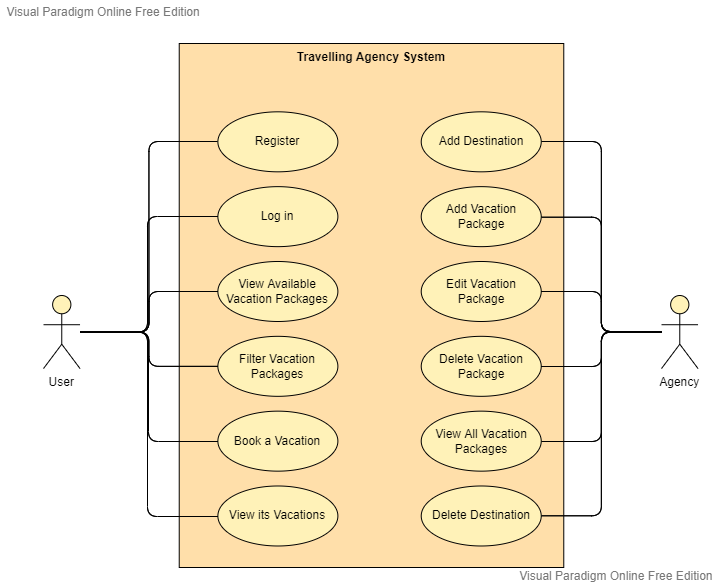 Visual Paradigm Online Free Edition
Travelling Agency System
Register
Add Destination
Log in
Add Vacation
Package
View Available
Vacation Packages
Edit Vacation
Package
User
Filter Vacation
Packages
Delete Vacation
Package
Agency
Book a Vacation
View All Vacation
Packages
View its Vacations
Delete Destination
Visual Paradigm Online Free Edition